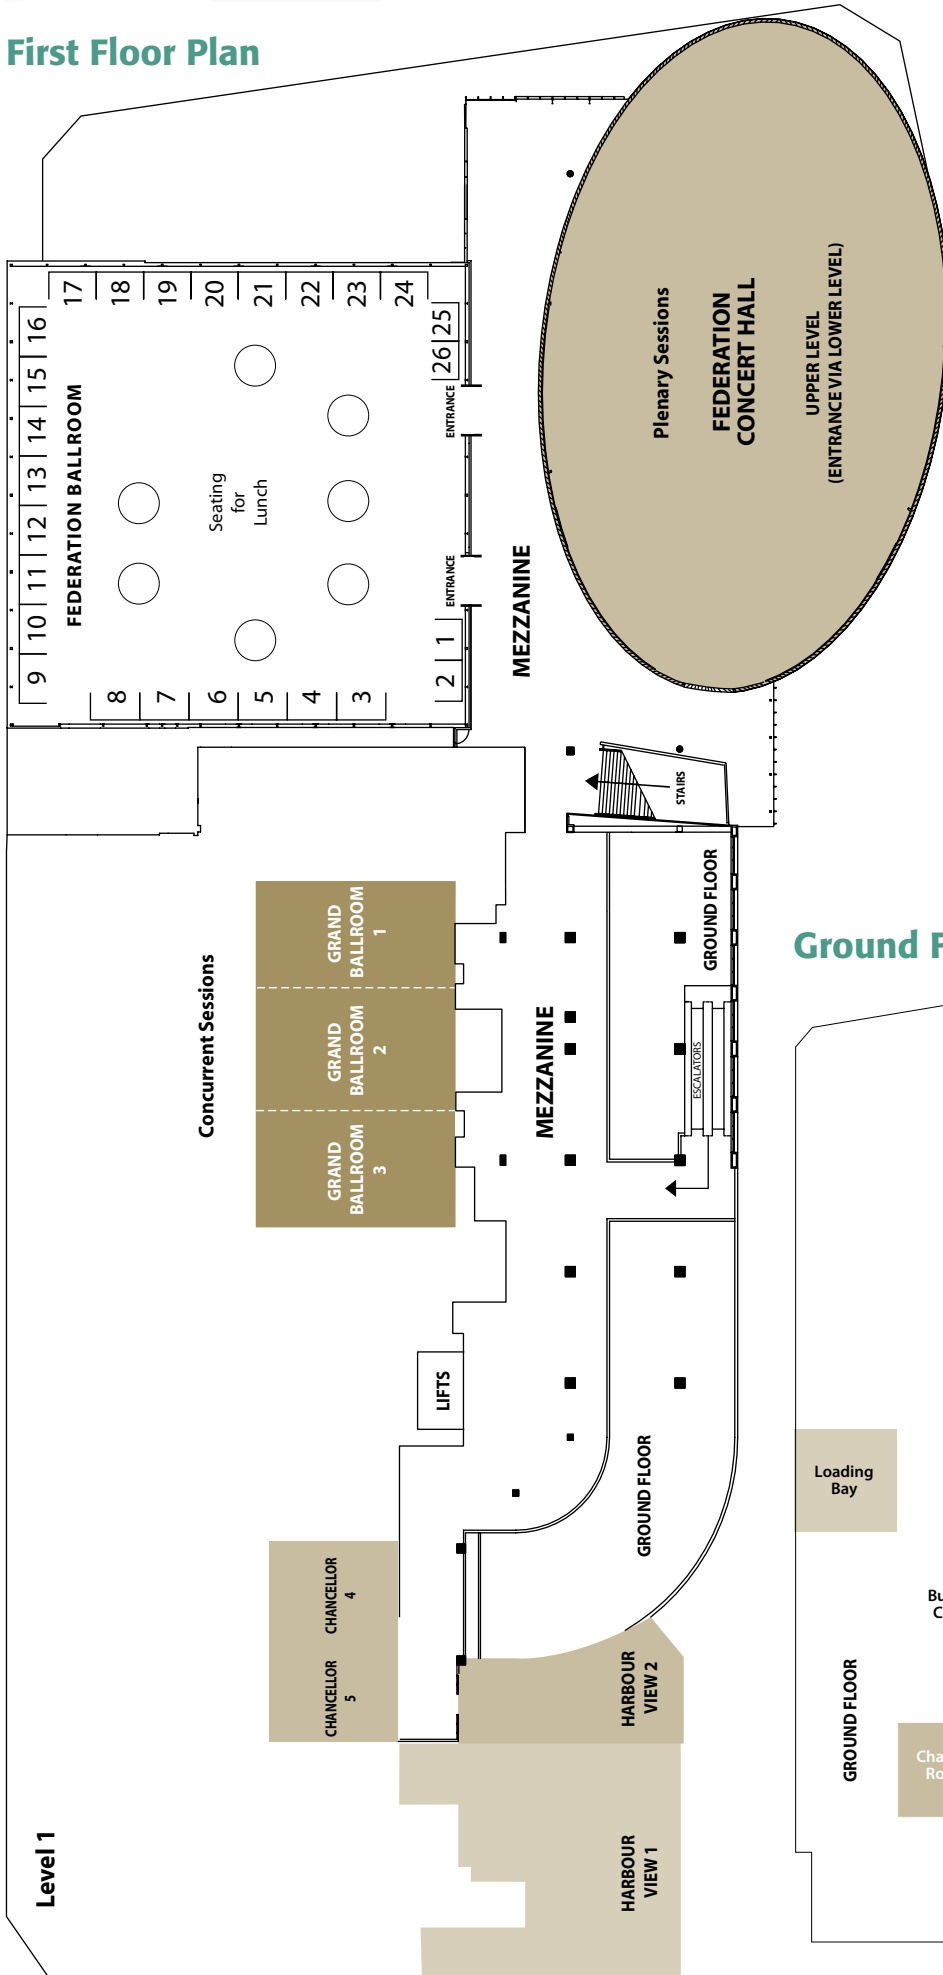 First Floor Plan
16
15
14
13
12
11
10
9
17
18
19
20
21
22
23
24
25
26
FEDERATION BALLROOM
Seating
for
Lunch
ENTRANCE
ENTRANCE
8
7
6
5
4
3
2
1
MEZZANINE
Plenary Sessions
FEDERATION
CONCERT HALL
UPPER LEVEL
(ENTRANCE VIA LOWER LEVEL)
STAIRS
Concurrent Sessions
GRAND
BALLROOM
1
GRAND
BALLROOM
2
GRAND
BALLROOM
3
MEZZANINE
GROUND FLOOR
ESCALATORS
LIFTS
GROUND FLOOR
CHANCELLOR
4
CHANCELLOR
5
HARBOUR
VIEW 2
HARBOUR
VIEW 1
Level 1
Ground F
Loading
Bay
Bu
C
GROUND FLOOR
Cha
Ro